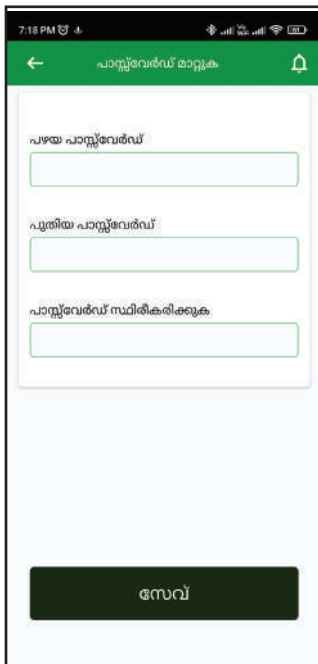 7:18 PM
പാസ്സ്‌വേർഡ് മാറ്റുക
പഴയ പാസ്സ്‌വേർഡ്
പുതിയ പാസ്സ്‌വേർഡ്
പാസ്സ്‌വേർഡ് സ്ഥിരീകരിക്കുക
സേവ്